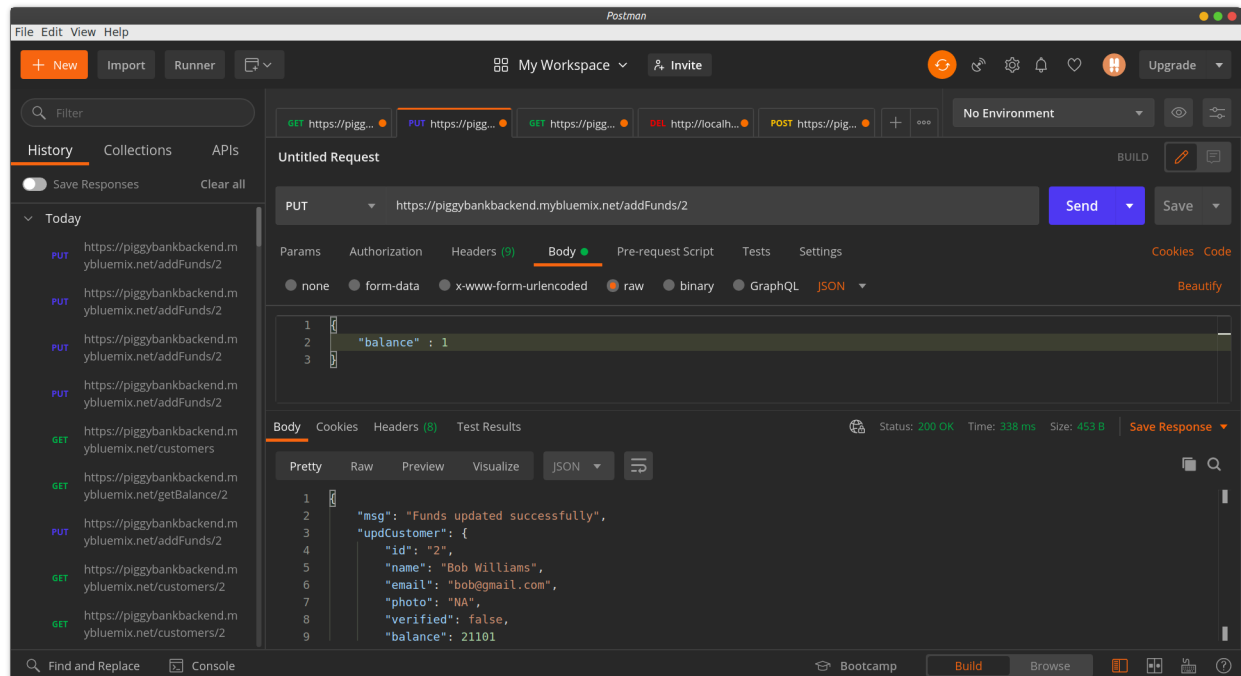 Postman
File Edit View Help
+ New Import Runner
My Workspace Invite
Upgrade
Filter
History Collections APIs
Save Responses Clear all
Today
PUT https://piggybankbackend.m
ybluemix.net/addFunds/2
PUT https://piggybankbackend.m
ybluemix.net/addFunds/2
PUT https://piggybankbackend.m
ybluemix.net/addFunds/2
PUT https://piggybankbackend.m
ybluemix.net/addFunds/2
GET https://piggybankbackend.m
ybluemix.net/customers
GET https://piggybankbackend.m
ybluemix.net/getBalance/2
PUT https://piggybankbackend.m
ybluemix.net/addFunds/2
GET https://piggybankbackend.m
ybluemix.net/customers/2
GET https://piggybankbackend.m
ybluemix.net/customers/2
GET https://pigg... PUT https://pigg... GET https://pigg... DEL http://localh... POST https://pig... + ooo
No Environment
Untitled Request BUILD
PUT https://piggybankbackend.mybluemix.net/addFunds/2 Send Save
Params Authorization Headers (9) Body Pre-request Script Tests Settings Cookies Code
none form-data x-www-form-urlencoded raw binary GraphQL JSON Beautify
1 {
2 "balance" : 1
3 }
Body Cookies Headers (8) Test Results Status: 200 OK Time: 338 ms Size: 453 B Save Response
Pretty Raw Preview Visualize JSON
1 {
2 "msg": "Funds updated successfully",
3 "updCustomer": {
4 "id": "2",
5 "name": "Bob Williams",
6 "email": "bob@gmail.com",
7 "photo": "NA",
8 "verified": false,
9 "balance": 21101
Find and Replace Console Bootcamp Build Browse